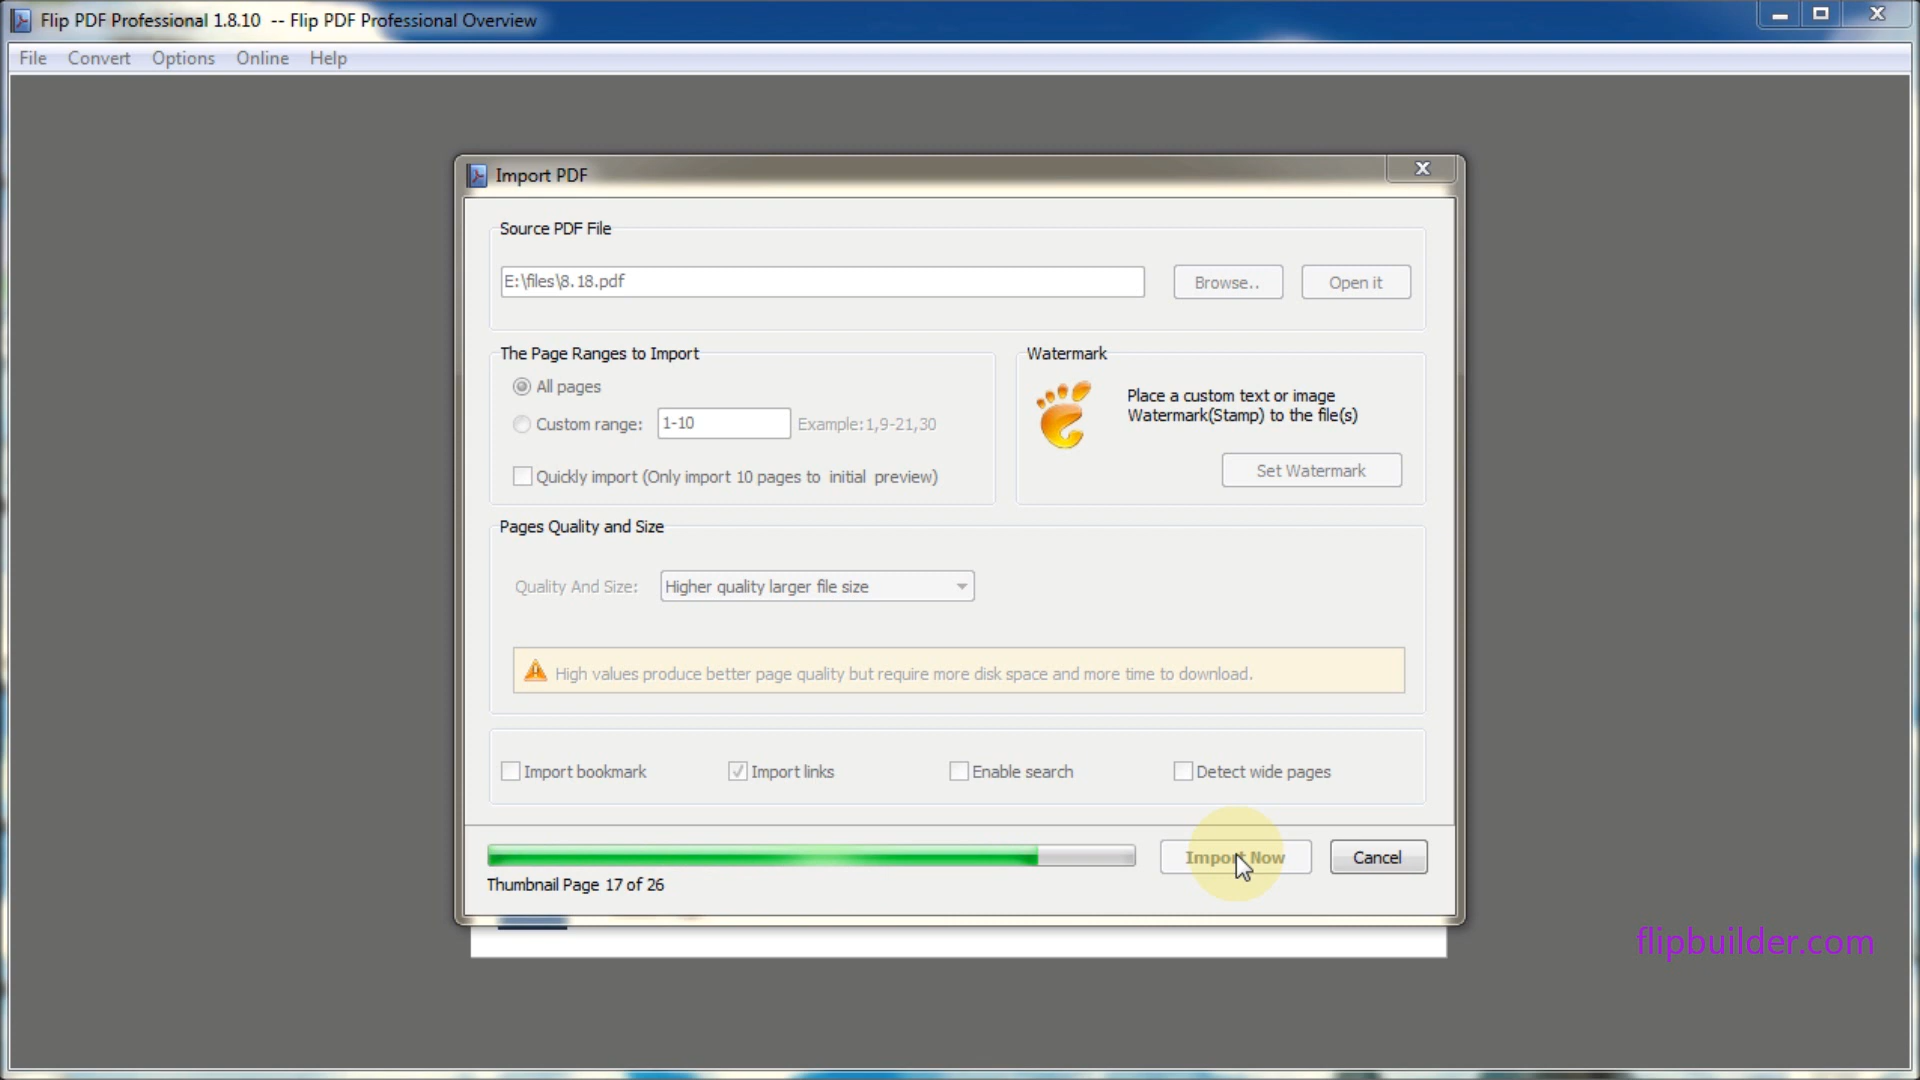 Flip PDF Professional 1.8.10  -- Flip PDF Professional Overview
File Convert Options Online Help
Import PDF
Source PDF File
E:\files\8.18.pdf Browse.. Open it
The Page Ranges to Import
All pages
Custom range: 1-10 Example:1,9-21,30
Quickly import (Only import 10 pages to  initial  preview)
Watermark
Place a custom text or image
Watermark(Stamp) to the file(s)
Set Watermark
Pages Quality and Size
Quality And Size: Higher quality larger file size
High values produce better page quality but require more disk space and more time to download.
Import bookmark Import links Enable search Detect wide pages
Import Now Cancel
Thumbnail Page 17 of 26
flipbuilder.com